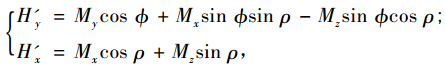 H′y = My cos ϕ + Mx sin ϕ sin ρ − Mz sin ϕ cos ρ;
H′x = Mx cos ρ + Mz sin ρ,